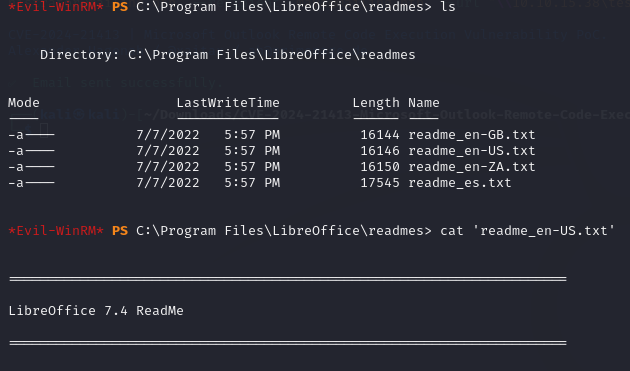 *Evil-WinRM* PS C:\Program Files\LibreOffice\readmes> ls
Directory: C:\Program Files\LibreOffice\readmes
Mode                LastWriteTime         Length Name
----                -------------         ------ ----
-a----         7/7/2022   5:57 PM          16144 readme_en-GB.txt
-a----         7/7/2022   5:57 PM          16146 readme_en-US.txt
-a----         7/7/2022   5:57 PM          16150 readme_en-ZA.txt
-a----         7/7/2022   5:57 PM          17545 readme_es.txt
*Evil-WinRM* PS C:\Program Files\LibreOffice\readmes> cat 'readme_en-US.txt'
======================================================================
LibreOffice 7.4 ReadMe
======================================================================